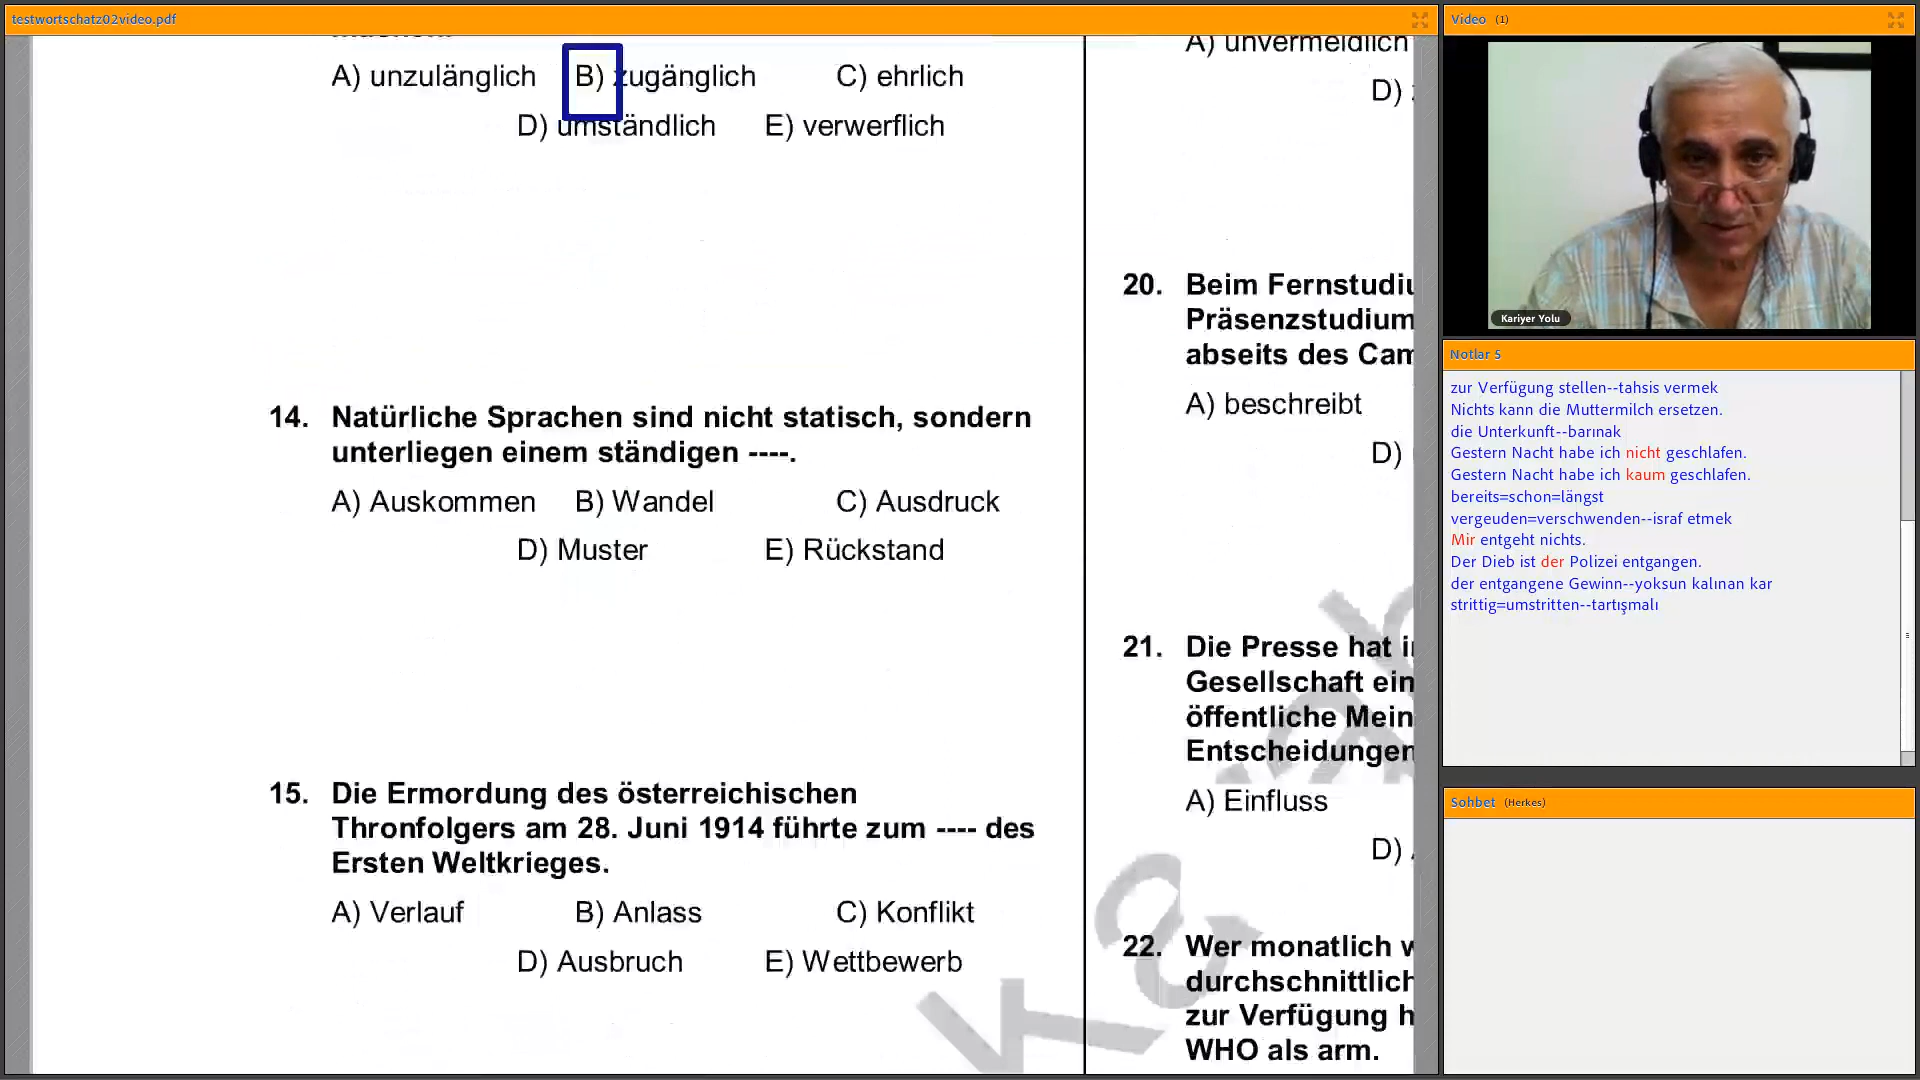 testwortschatz02video.pdf
A) unzulänglich B) zugänglich C) ehrlich
D) umständlich E) verwerflich
14. Natürliche Sprachen sind nicht statisch, sondern
unterliegen einem ständigen ----.
A) Auskommen B) Wandel C) Ausdruck
D) Muster E) Rückstand
15. Die Ermordung des österreichischen
Thronfolgers am 28. Juni 1914 führte zum ---- des
Ersten Weltkrieges.
A) Verlauf B) Anlass C) Konflikt
D) Ausbruch E) Wettbewerb
A) unvermeidlich
D)
20. Beim Fernstudiu
Präsenzstudium
abseits des Cam
A) beschreibt
D)
21. Die Presse hat i
Gesellschaft ein
öffentliche Mein
Entscheidungen
A) Einfluss
D)
22. Wer monatlich w
durchschnittlich
zur Verfügung h
WHO als arm.
Video (1)
Kariyer Yolu
Notlar 5
zur Verfügung stellen--tahsis vermek
Nichts kann die Muttermilch ersetzen.
die Unterkunft--barınak
Gestern Nacht habe ich nicht geschlafen.
Gestern Nacht habe ich kaum geschlafen.
bereits=schon=längst
vergeuden=verschwenden--israf etmek
Mir entgeht nichts.
Der Dieb ist der Polizei entgangen.
der entgangene Gewinn--yoksun kalınan kar
strittig=umstritten--tartışmalı
Sohbet (Herkes)